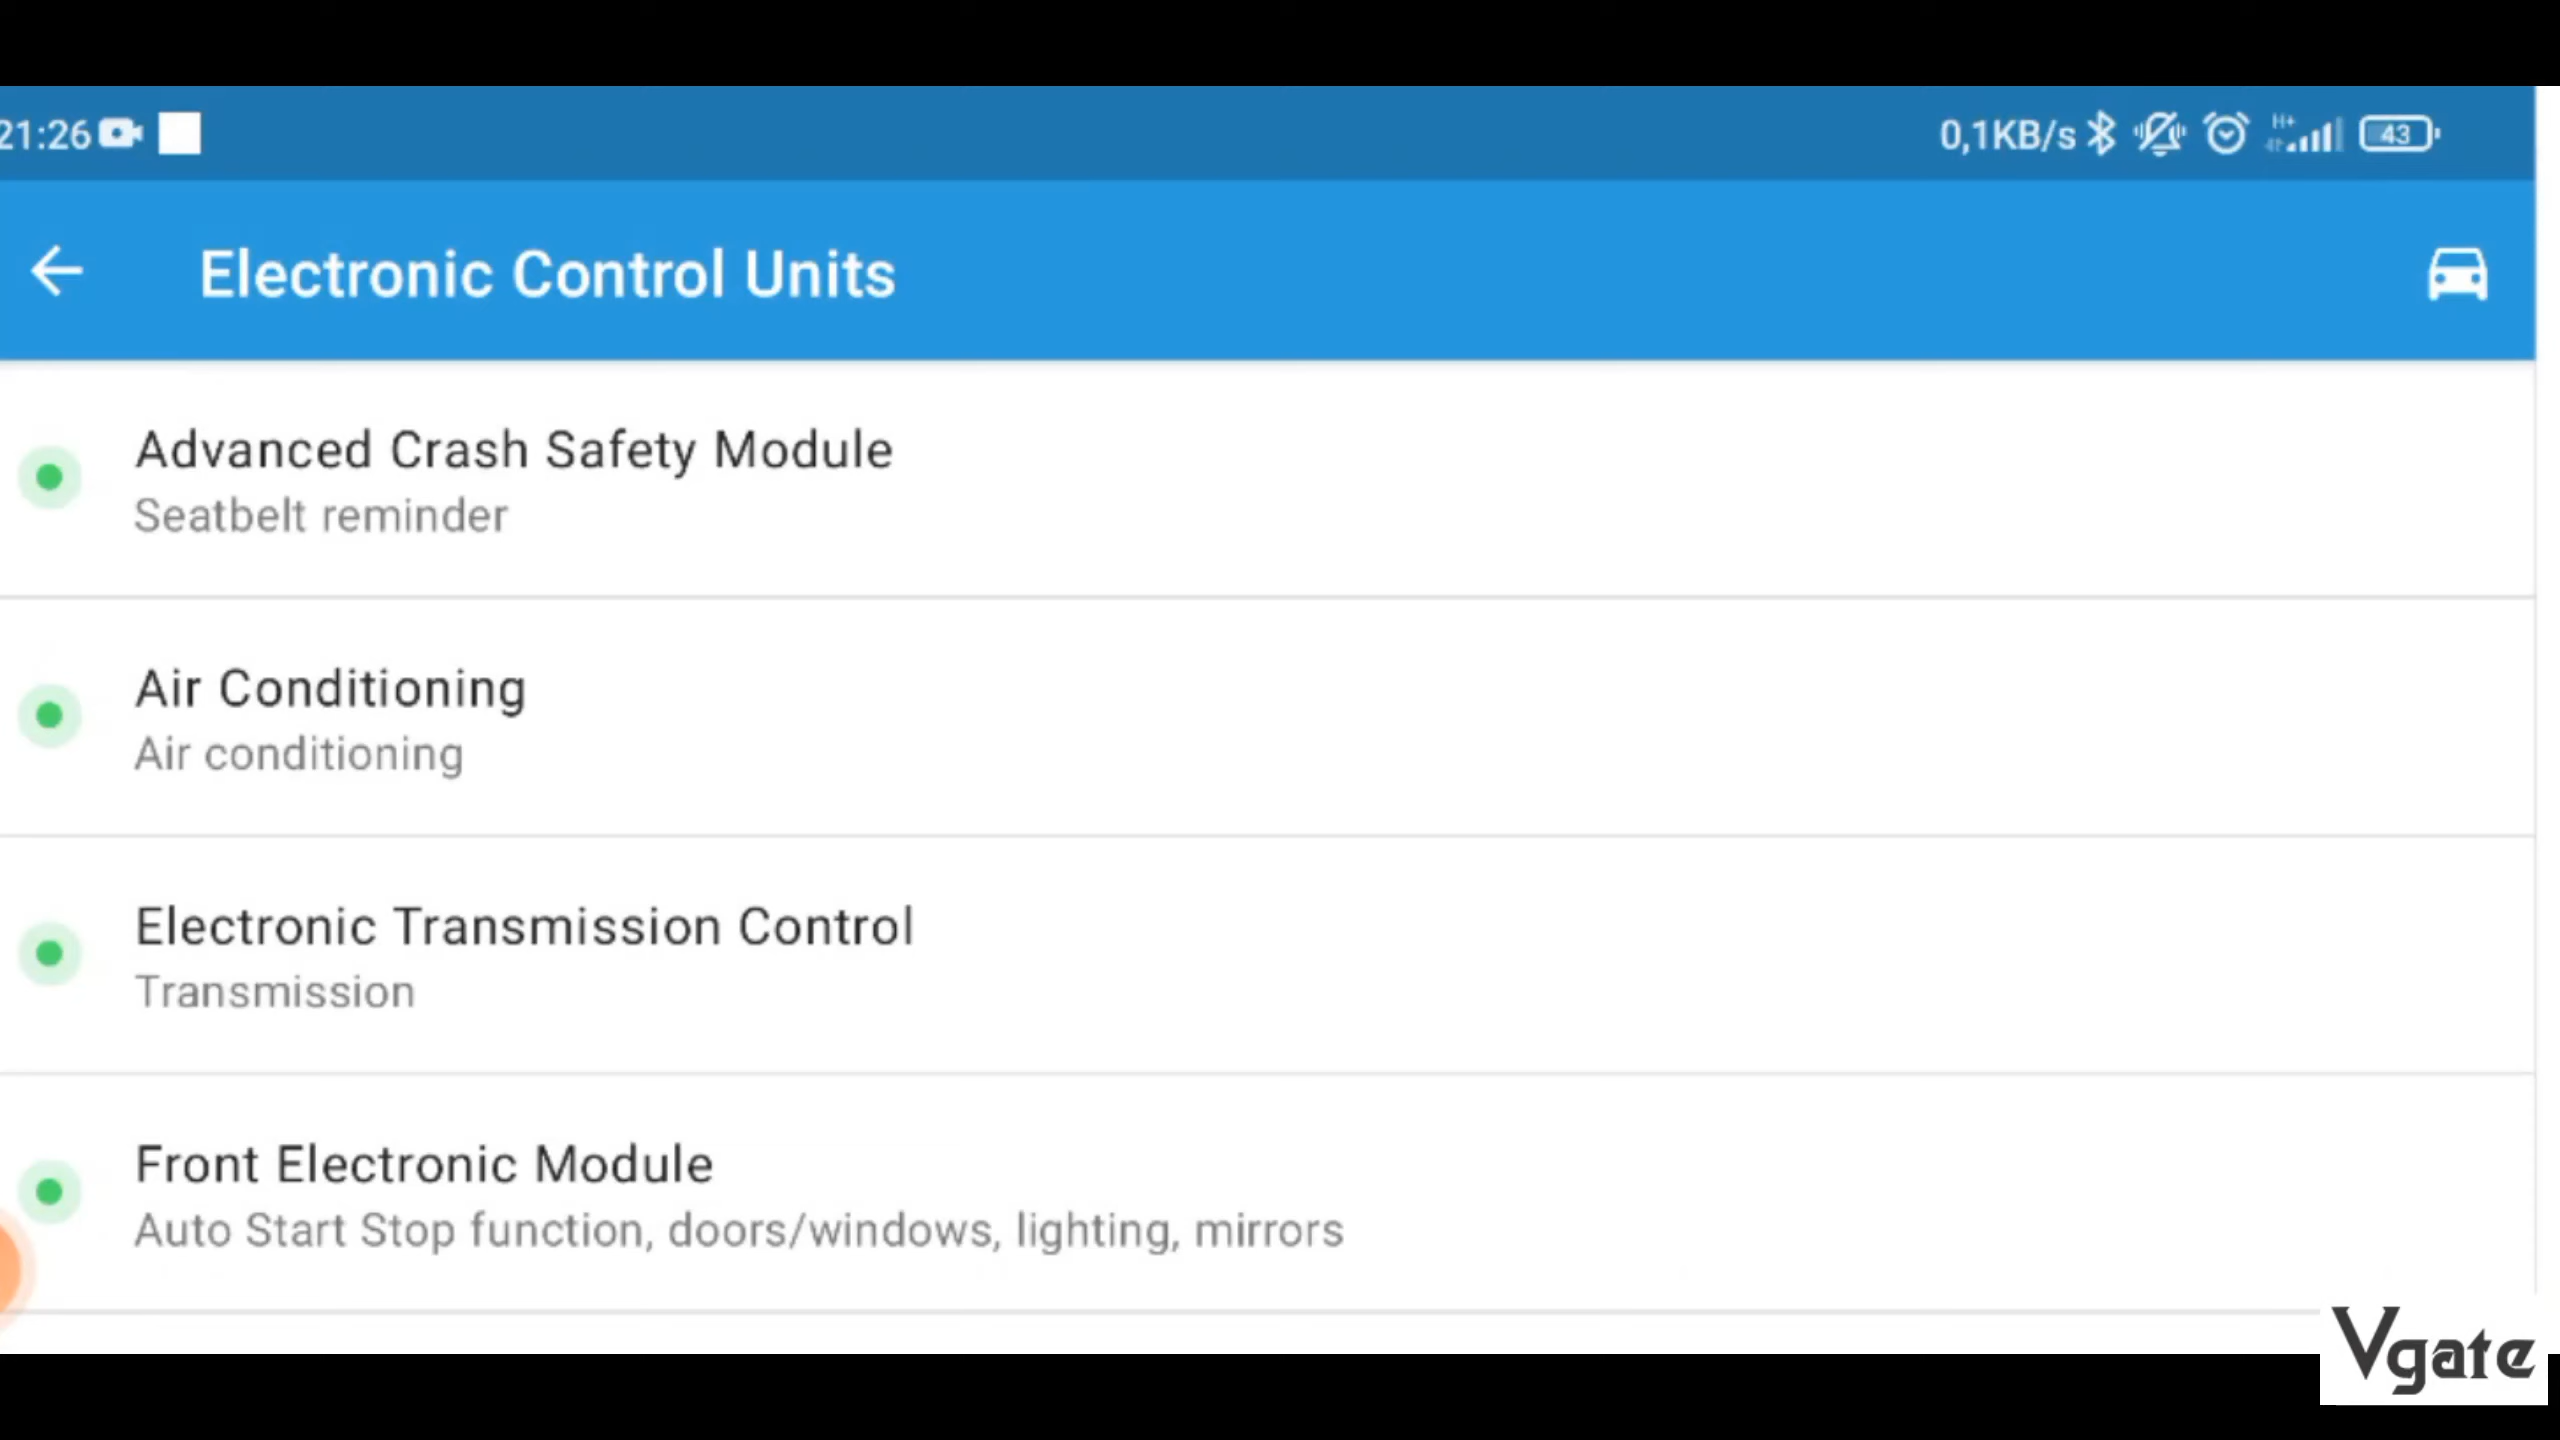 21:26 0,1KB/s H+ 43
Electronic Control Units
Advanced Crash Safety Module
Seatbelt reminder
Air Conditioning
Air conditioning
Electronic Transmission Control
Transmission
Front Electronic Module
Auto Start Stop function, doors/windows, lighting, mirrors
Vgate